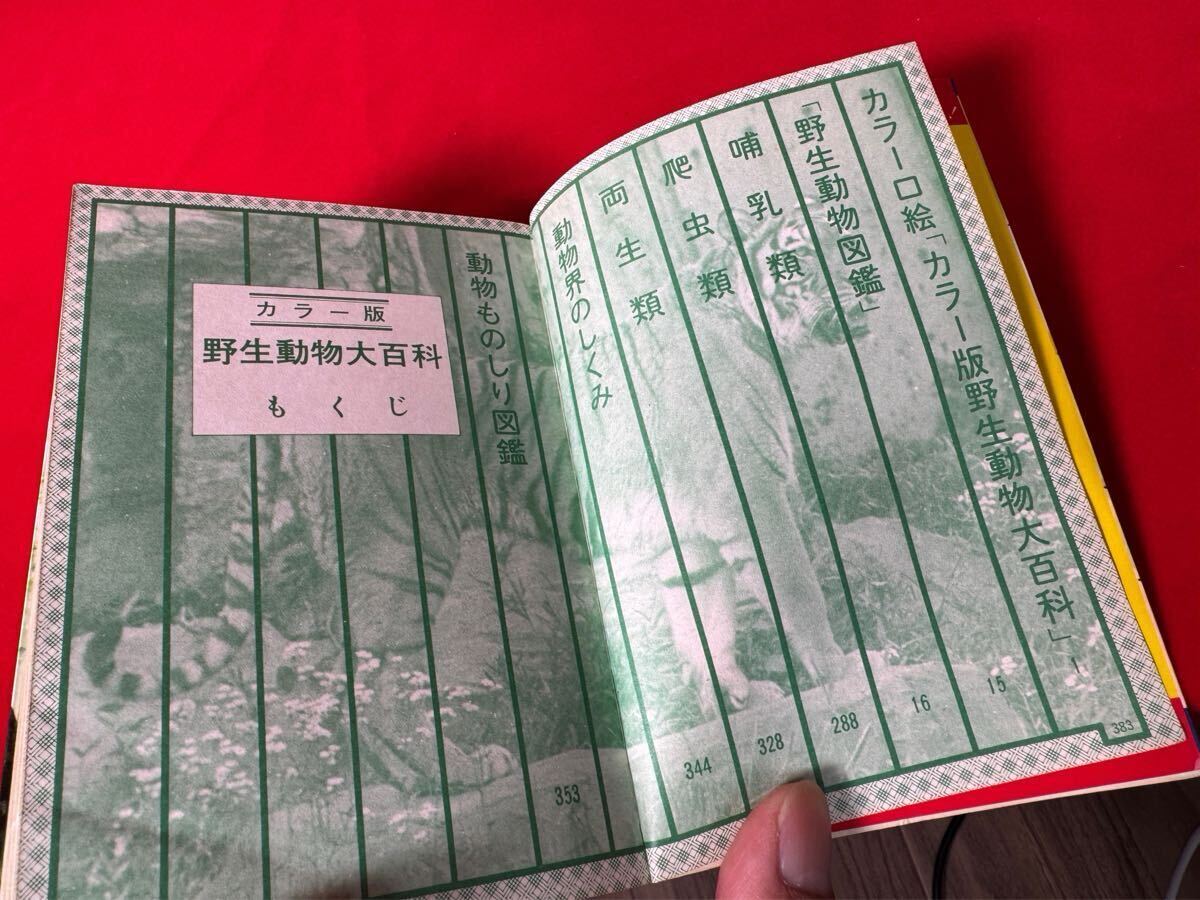 カラー口絵「カラー版野生動物大百科」 1
「野生動物図鑑」 15
哺乳類 16
爬虫類 288
両生類 328
動物界のしくみ 344
動物ものしり図鑑 353
カラー版
野生動物大百科
もくじ
383